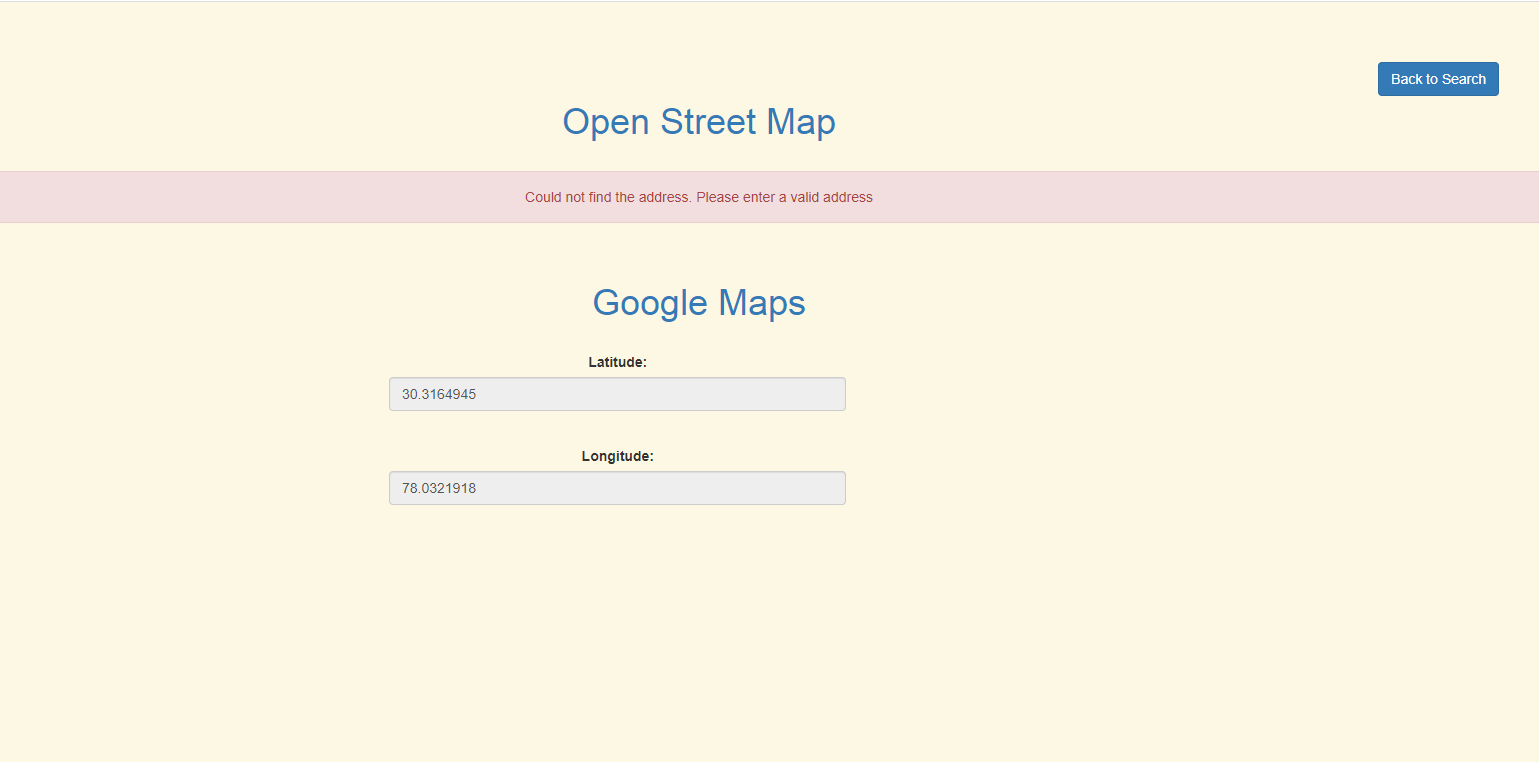 Back to Search
Open Street Map
Could not find the address. Please enter a valid address
Google Maps
Latitude:
30.3164945
Longitude:
78.0321918